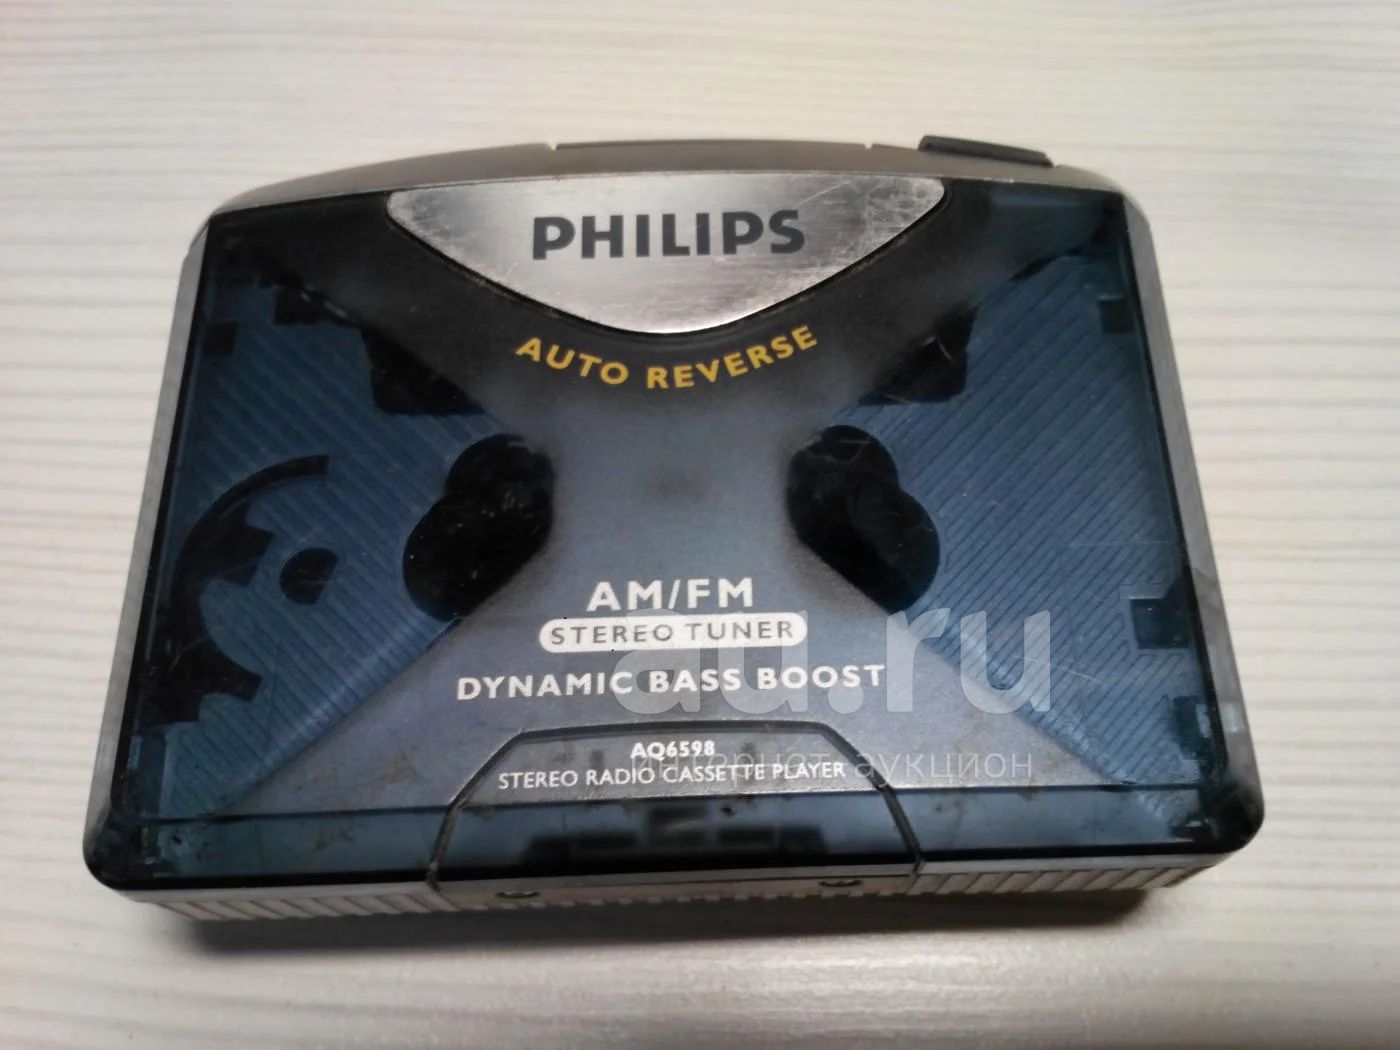 PHILIPS
AUTO REVERSE
AM/FM
STEREO TUNER
au.ru
DYNAMIC BASS BOOST
AQ6598
интернет-аукцион
STEREO RADIO CASSETTE PLAYER